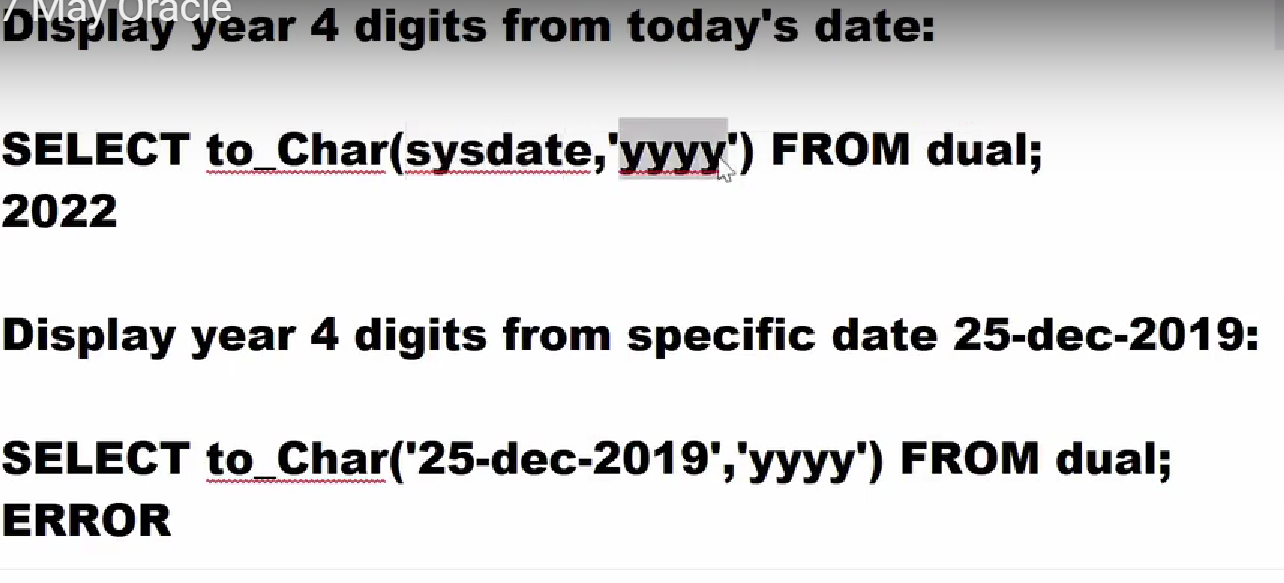 7 May Oracle
Display year 4 digits from today's date:
SELECT to_Char(sysdate,'yyyy') FROM dual;
2022
Display year 4 digits from specific date 25-dec-2019:
SELECT to_Char('25-dec-2019','yyyy') FROM dual;
ERROR